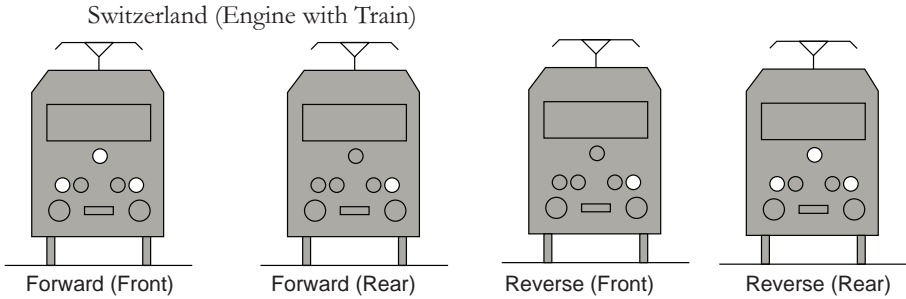 Switzerland (Engine with Train)
Forward (Front)
Forward (Rear)
Reverse (Front)
Reverse (Rear)